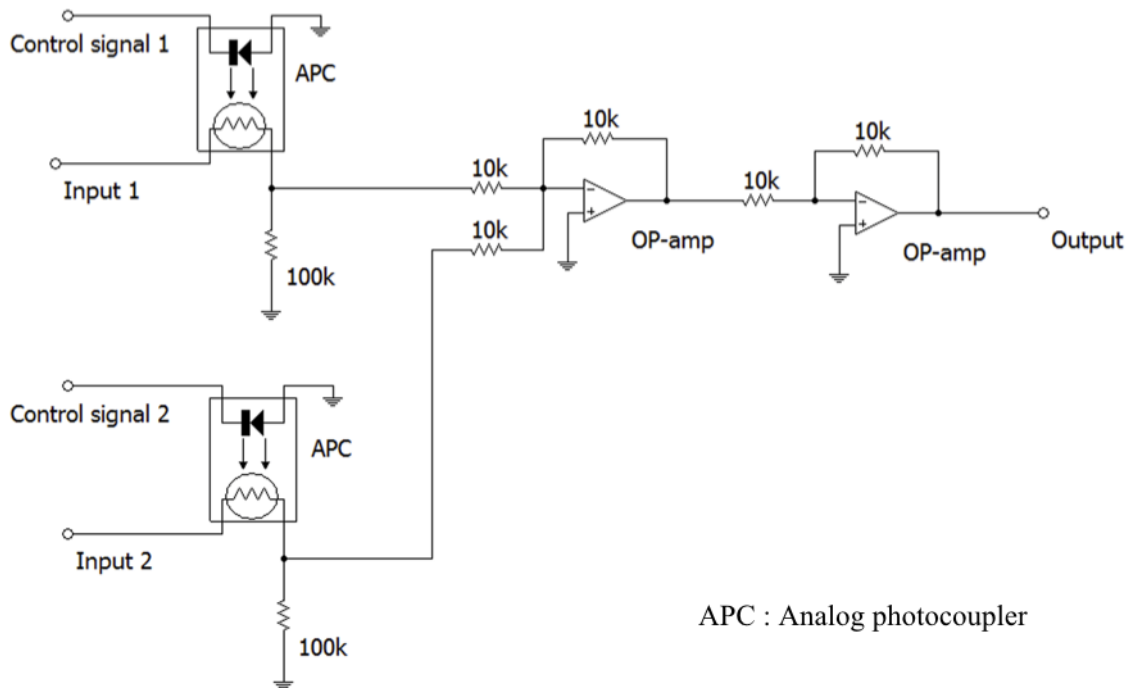 Control signal 1
APC
Input 1
100k
10k
10k
10k
OP-amp
10k
10k
OP-amp
Output
Control signal 2
APC
Input 2
100k
APC : Analog photocoupler